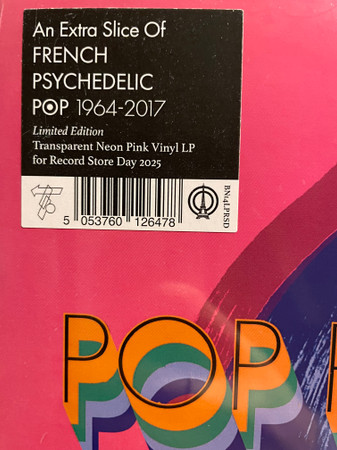 An Extra Slice Of
FRENCH
PSYCHEDELIC
POP 1964-2017
Limited Edition
Transparent Neon Pink Vinyl LP
for Record Store Day 2025
5 053760 126478
BN14LPRSD
POP